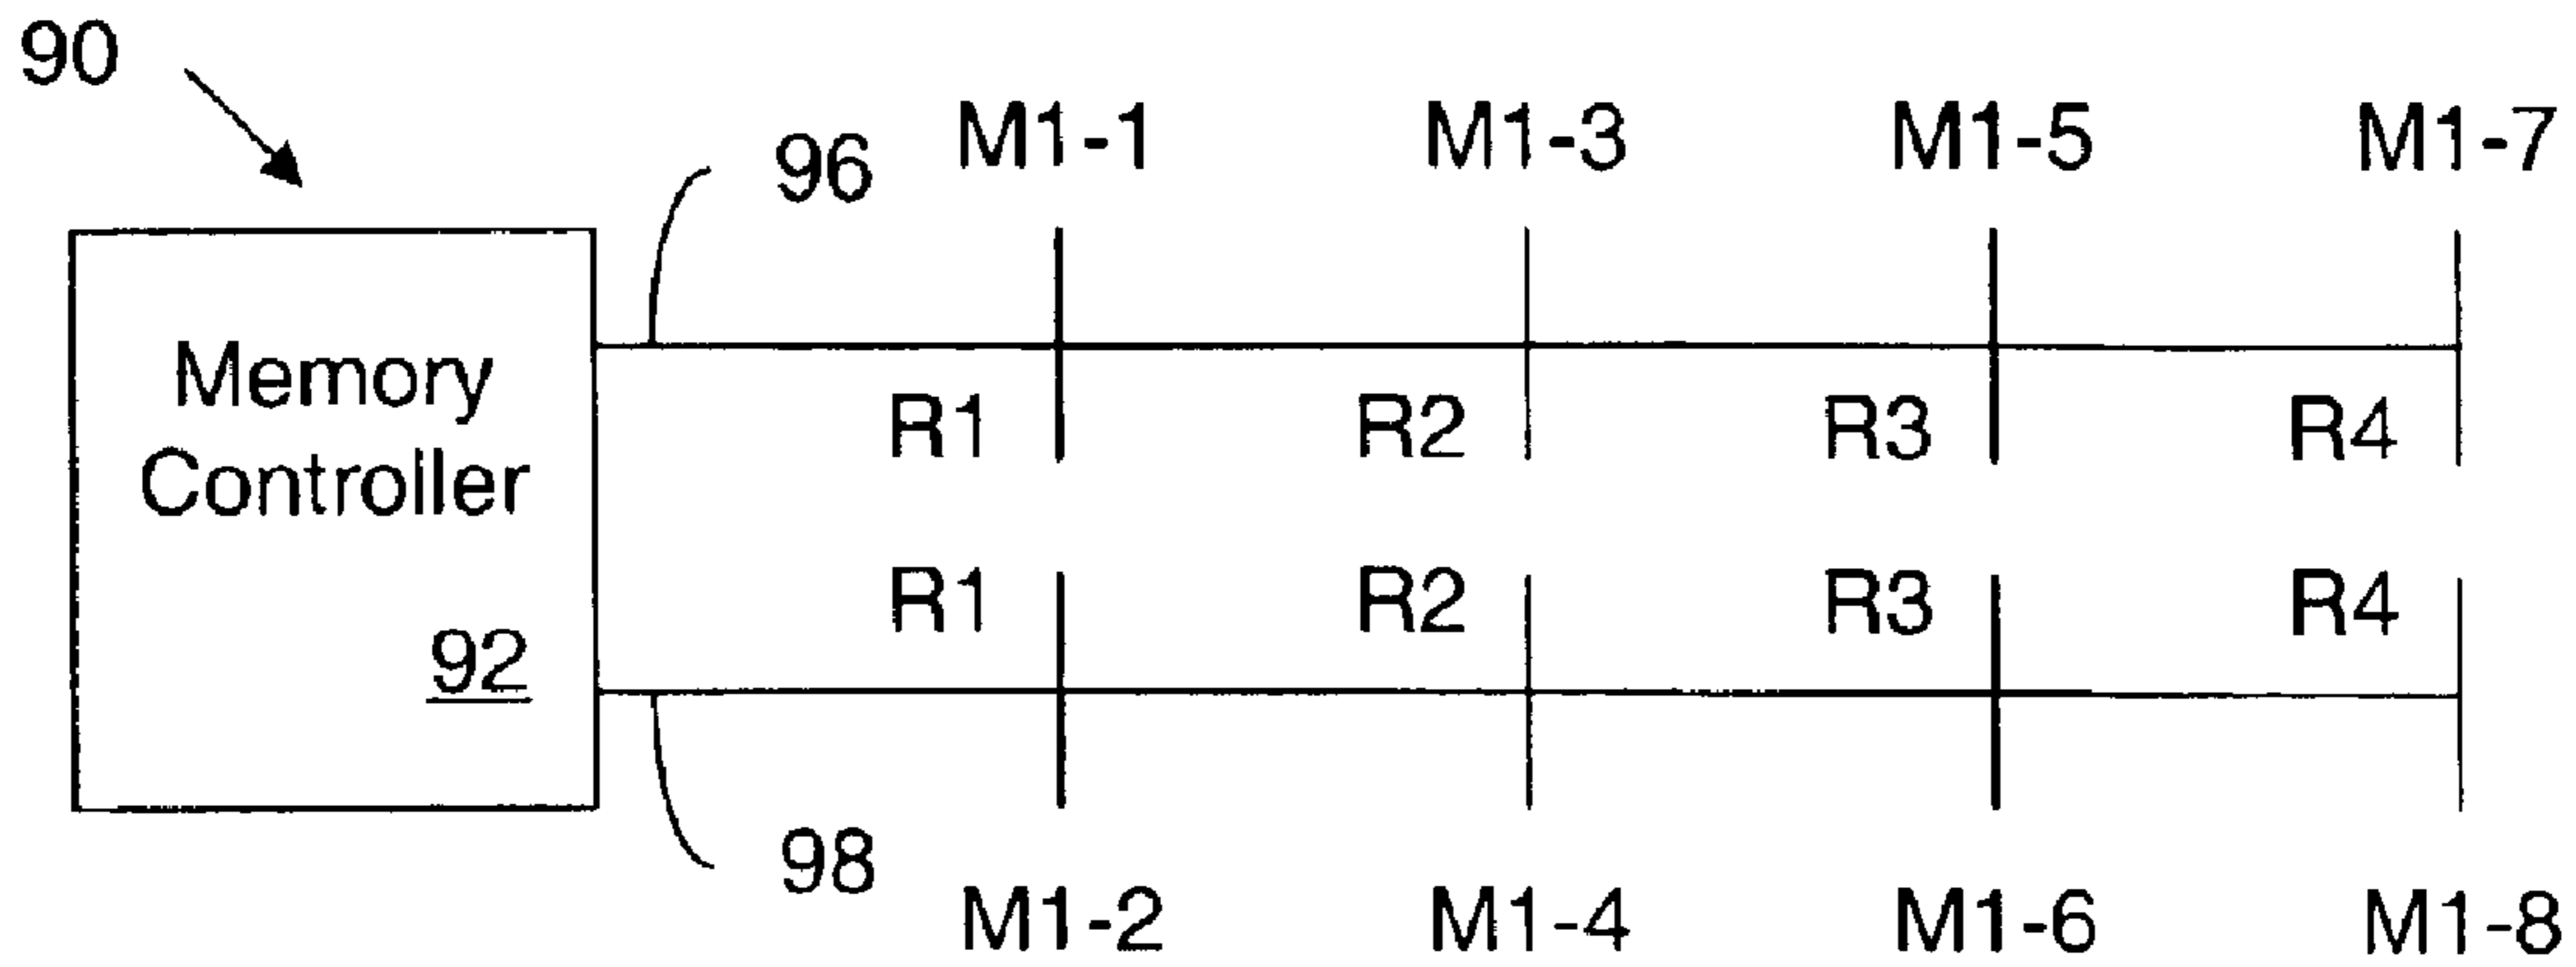 90
96
M1-1 M1-3 M1-5 M1-7
Memory
Controller
92
R1 R2 R3 R4
R1 R2 R3 R4
98
M1-2 M1-4 M1-6 M1-8